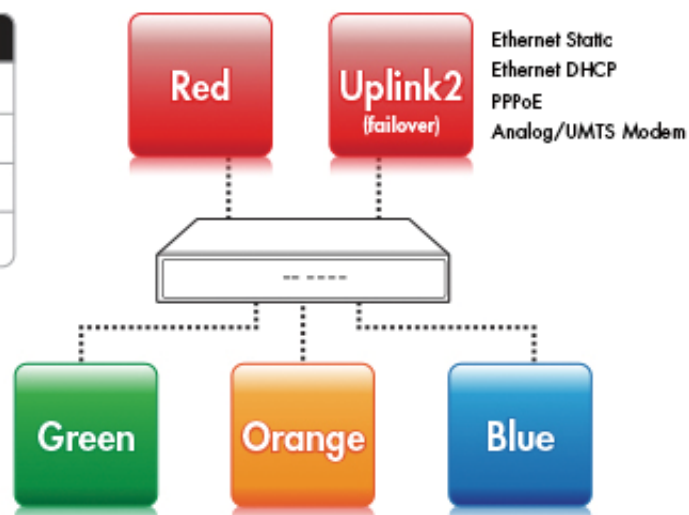 Red
Uplink2
(failover)
Ethernet Static
Ethernet DHCP
PPPoE
Analog/UMTS Modem
Green
Orange
Blue